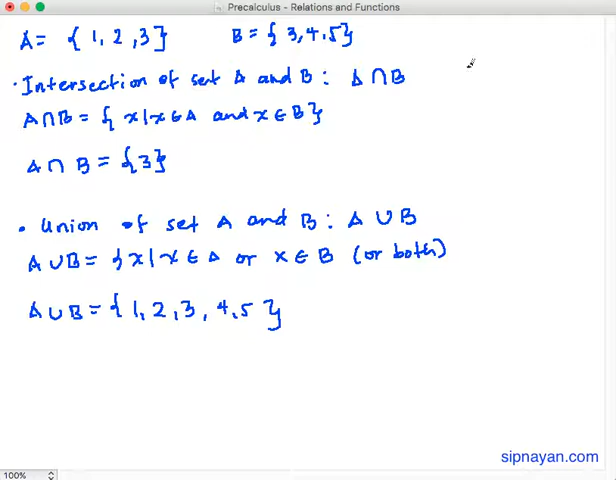 Precalculus - Relations and Functions
A = { 1, 2, 3 } B = { 3, 4, 5 }
· Intersection of set A and B : A ∩ B
A ∩ B = { x | x ∈ A and x ∈ B }
A ∩ B = { 3 }
· Union of set A and B : A ∪ B
A ∪ B = { x | x ∈ A or x ∈ B (or both)
A ∪ B = { 1, 2, 3, 4, 5 }
sipnayan.com
100%